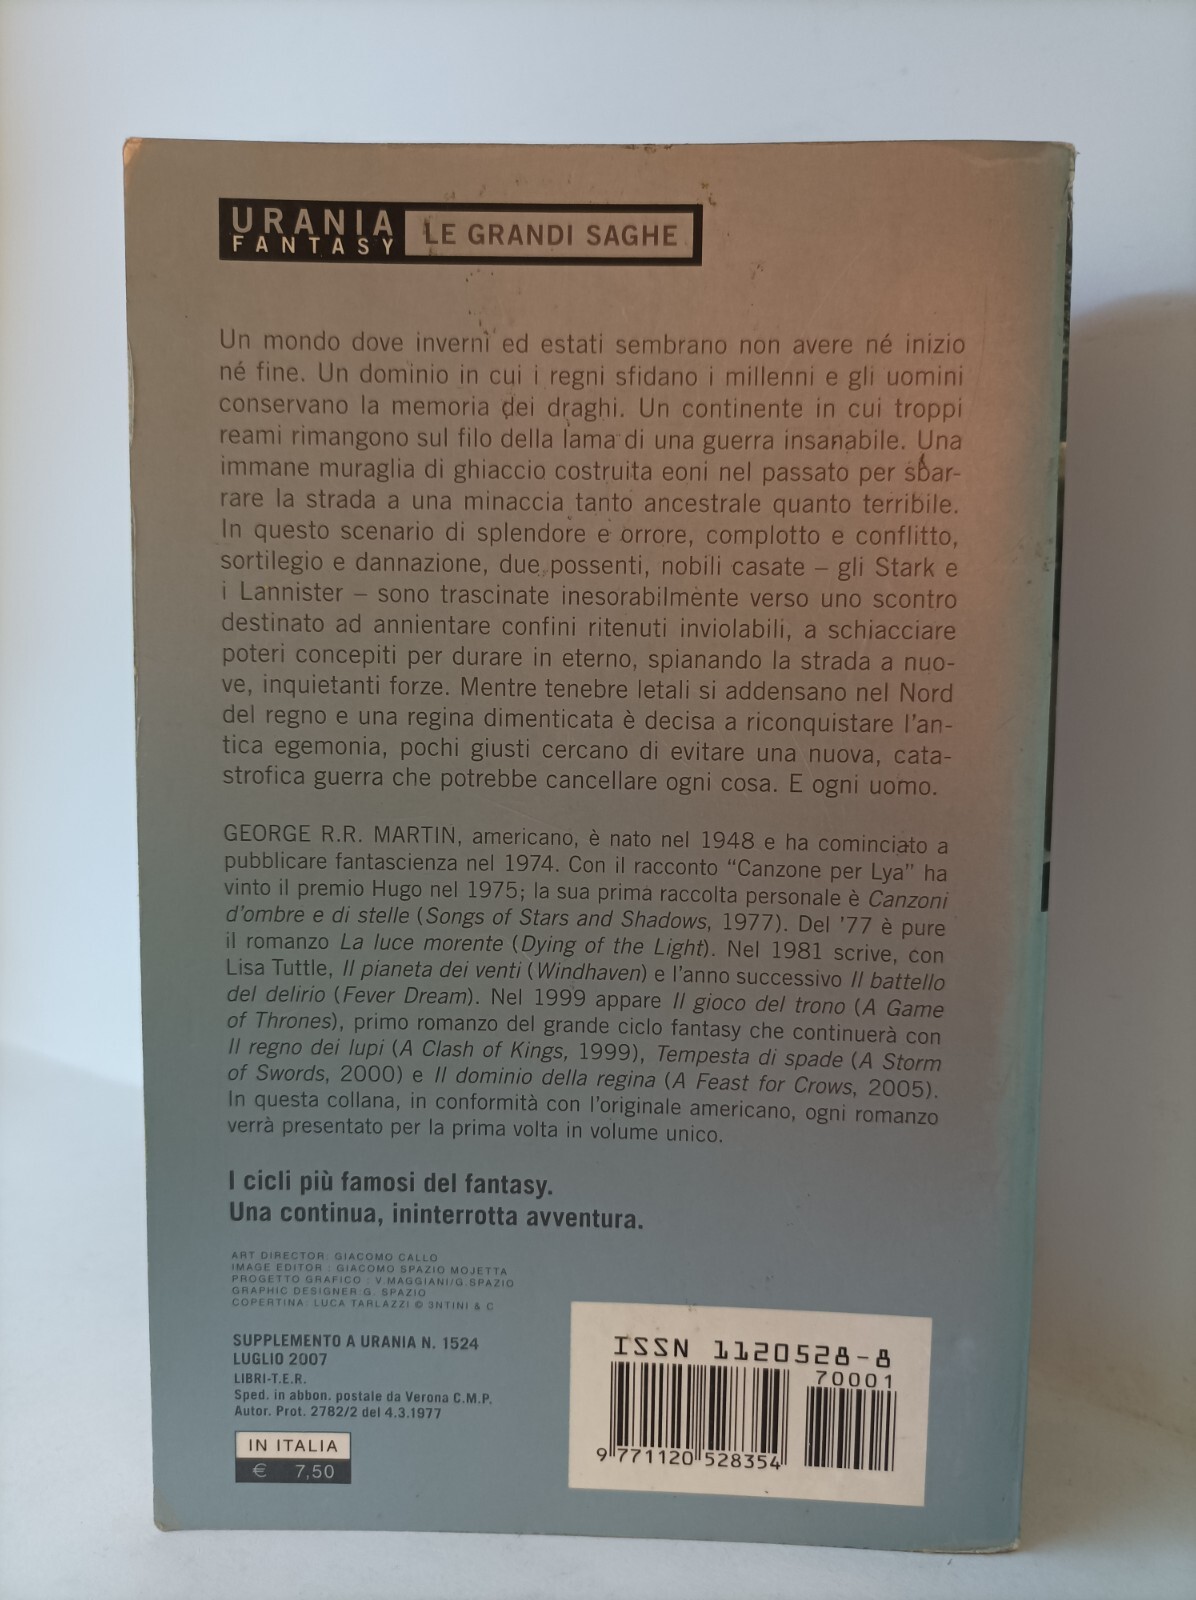 URANIA
FANTASY
LE GRANDI SAGHE
Un mondo dove inverni ed estati sembrano non avere né inizio
né fine. Un dominio in cui i regni sfidano i millenni e gli uomini
conservano la memoria dei draghi. Un continente in cui troppi
reami rimangono sul filo della lama di una guerra insanabile. Una
immane muraglia di ghiaccio costruita eoni nel passato per sbar-
rare la strada a una minaccia tanto ancestrale quanto terribile.
In questo scenario di splendore e orrore, complotto e conflitto,
sortilegio e dannazione, due possenti, nobili casate – gli Stark e
i Lannister – sono trascinate inesorabilmente verso uno scontro
destinato ad annientare confini ritenuti inviolabili, a schiacciare
poteri concepiti per durare in eterno, spianando la strada a nuo-
ve, inquietanti forze. Mentre tenebre letali si addensano nel Nord
del regno e una regina dimenticata è decisa a riconquistare l'an-
tica egemonia, pochi giusti cercano di evitare una nuova, cata-
strofica guerra che potrebbe cancellare ogni cosa. E ogni uomo.
GEORGE R.R. MARTIN, americano, è nato nel 1948 e ha cominciato a
pubblicare fantascienza nel 1974. Con il racconto “Canzone per Lya” ha
vinto il premio Hugo nel 1975; la sua prima raccolta personale è Canzoni
d'ombre e di stelle (Songs of Stars and Shadows, 1977). Del '77 è pure
il romanzo La luce morente (Dying of the Light). Nel 1981 scrive, con
Lisa Tuttle, Il pianeta dei venti (Windhaven) e l'anno successivo Il battello
del delirio (Fever Dream). Nel 1999 appare Il gioco del trono (A Game
of Thrones), primo romanzo del grande ciclo fantasy che continuerà con
Il regno dei lupi (A Clash of Kings, 1999), Tempesta di spade (A Storm
of Swords, 2000) e Il dominio della regina (A Feast for Crows, 2005).
In questa collana, in conformità con l'originale americano, ogni romanzo
verrà presentato per la prima volta in volume unico.
I cicli più famosi del fantasy.
Una continua, ininterrotta avventura.
ART DIRECTOR: GIACOMO CALLO
IMAGE EDITOR : GIACOMO SPAZIO MOJETTA
PROGETTO GRAFICO : V.MAGGIANI/G.SPAZIO
GRAPHIC DESIGNER:G. SPAZIO
COPERTINA: LUCA TARLAZZI © 3NTINI & C
SUPPLEMENTO A URANIA N. 1524
LUGLIO 2007
LIBRI-T.E.R.
Sped. in abbon. postale da Verona C.M.P.
Autor. Prot. 2782/2 del 4.3.1977
IN ITALIA
€ 7,50
ISSN 1120528-8
70001
9 771120 528354